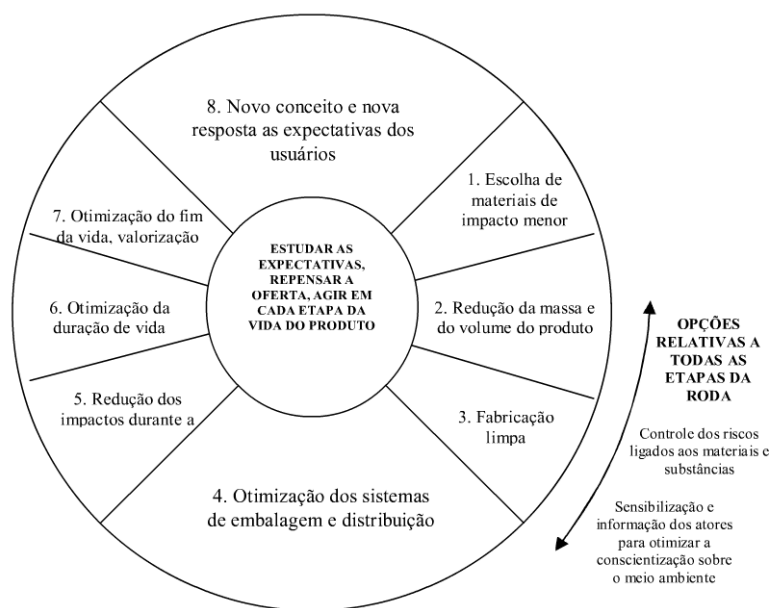 8. Novo conceito e nova
resposta as expectativas dos
usuários
1. Escolha de
materiais de
impacto menor
2. Redução da massa e
do volume do produto
3. Fabricação
limpa
4. Otimização dos sistemas
de embalagem e distribuição
5. Redução dos
impactos durante a
6. Otimização da
duração de vida
7. Otimização do fim
da vida, valorização
ESTUDAR AS
EXPECTATIVAS,
REPENSAR A
OFERTA, AGIR EM
CADA ETAPA DA
VIDA DO PRODUTO
OPÇÕES
RELATIVAS A
TODAS AS
ETAPAS DA
RODA
Controle dos riscos
ligados aos materiais e
substâncias
Sensibilização e
informação dos atores
para otimizar a
conscientização sobre
o meio ambiente